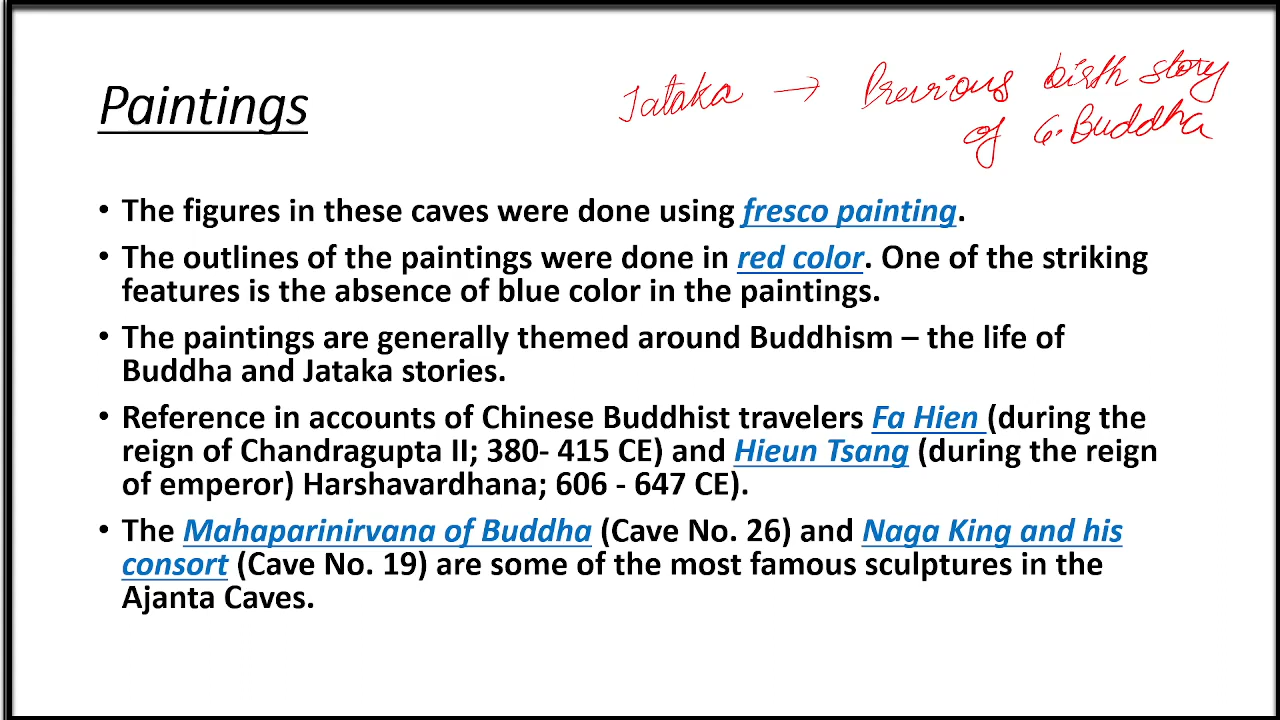 Paintings
Jataka → Previous birth story
of G. Buddha
• The figures in these caves were done using fresco painting.
• The outlines of the paintings were done in red color. One of the striking
features is the absence of blue color in the paintings.
• The paintings are generally themed around Buddhism – the life of
Buddha and Jataka stories.
• Reference in accounts of Chinese Buddhist travelers Fa Hien (during the
reign of Chandragupta II; 380- 415 CE) and Hieun Tsang (during the reign
of emperor) Harshavardhana; 606 - 647 CE).
• The Mahaparinirvana of Buddha (Cave No. 26) and Naga King and his
consort (Cave No. 19) are some of the most famous sculptures in the
Ajanta Caves.